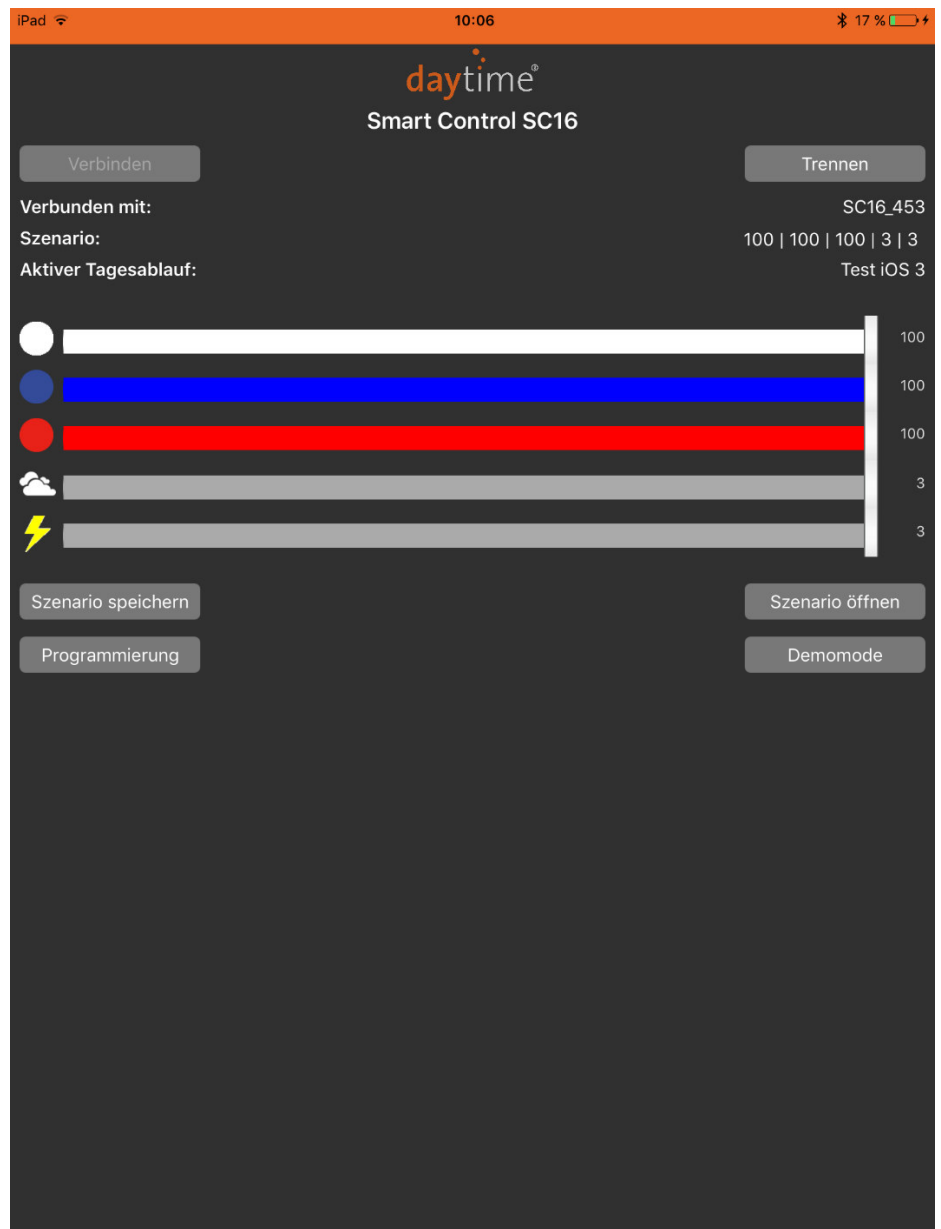 iPad 10:06 17 %
daytime®
Smart Control SC16
Verbinden Trennen
Verbunden mit: SC16_453
Szenario: 100 | 100 | 100 | 3 | 3
Aktiver Tagesablauf: Test iOS 3
100
100
100
3
3
Szenario speichern Szenario öffnen
Programmierung Demomode